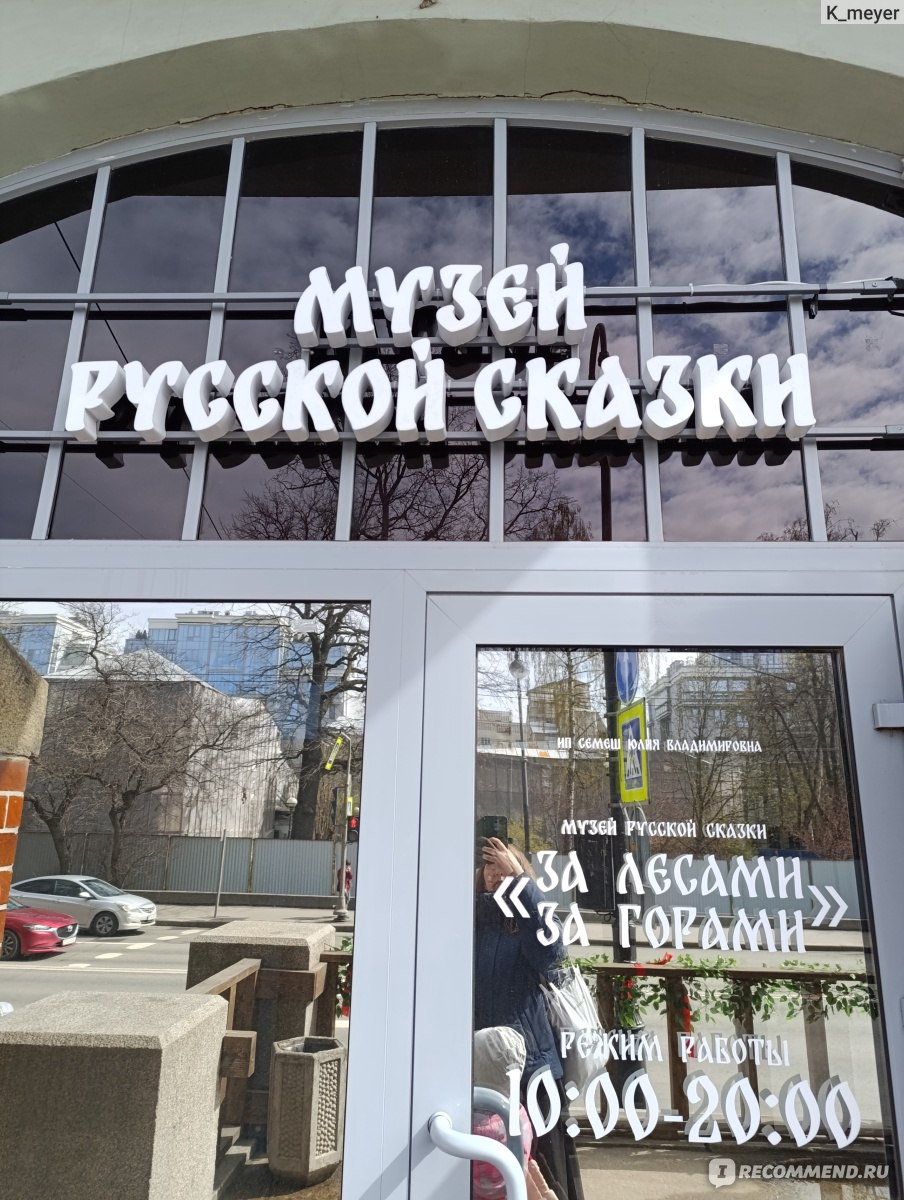 K_meyer
МУЗЕЙ
РУССКОЙ СКАЗКИ
ИП СЕМЕШ ЮЛИЯ ВЛАДИМИРОВНА
МУЗЕЙ РУССКОЙ СКАЗКИ
«ЗА ЛЕСАМИ
ЗА ГОРАМИ»
РЕЖИМ РАБОТЫ
10:00-20:00
RECOMMEND.RU